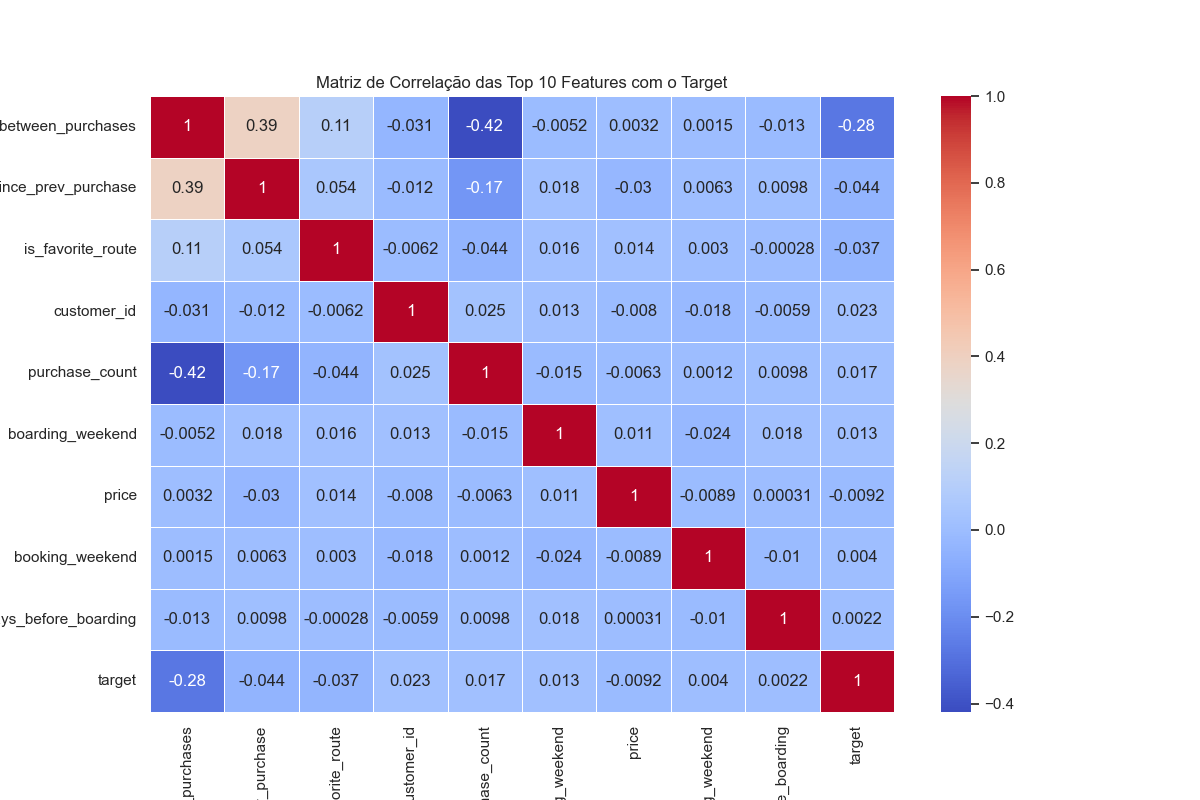 Matriz de Correlação das Top 10 Features com o Target
between_purchases 1 0.39 0.11 -0.031 -0.42 -0.0052 0.0032 0.0015 -0.013 -0.28
ince_prev_purchase 0.39 1 0.054 -0.012 -0.17 0.018 -0.03 0.0063 0.0098 -0.044
is_favorite_route 0.11 0.054 1 -0.0062 -0.044 0.016 0.014 0.003 -0.00028 -0.037
customer_id -0.031 -0.012 -0.0062 1 0.025 0.013 -0.008 -0.018 -0.0059 0.023
purchase_count -0.42 -0.17 -0.044 0.025 1 -0.015 -0.0063 0.0012 0.0098 0.017
boarding_weekend -0.0052 0.018 0.016 0.013 -0.015 1 0.011 -0.024 0.018 0.013
price 0.0032 -0.03 0.014 -0.008 -0.0063 0.011 1 -0.0089 0.00031 -0.0092
booking_weekend 0.0015 0.0063 0.003 -0.018 0.0012 -0.024 -0.0089 1 -0.01 0.004
ys_before_boarding -0.013 0.0098 -0.00028 -0.0059 0.0098 0.018 0.00031 -0.01 1 0.0022
target -0.28 -0.044 -0.037 0.023 0.017 0.013 -0.0092 0.004 0.0022 1
_purchases
_purchase
orite_route
ustomer_id
hase_count
g_weekend
price
g_weekend
e_boarding
target
1.0
0.8
0.6
0.4
0.2
0.0
−0.2
−0.4